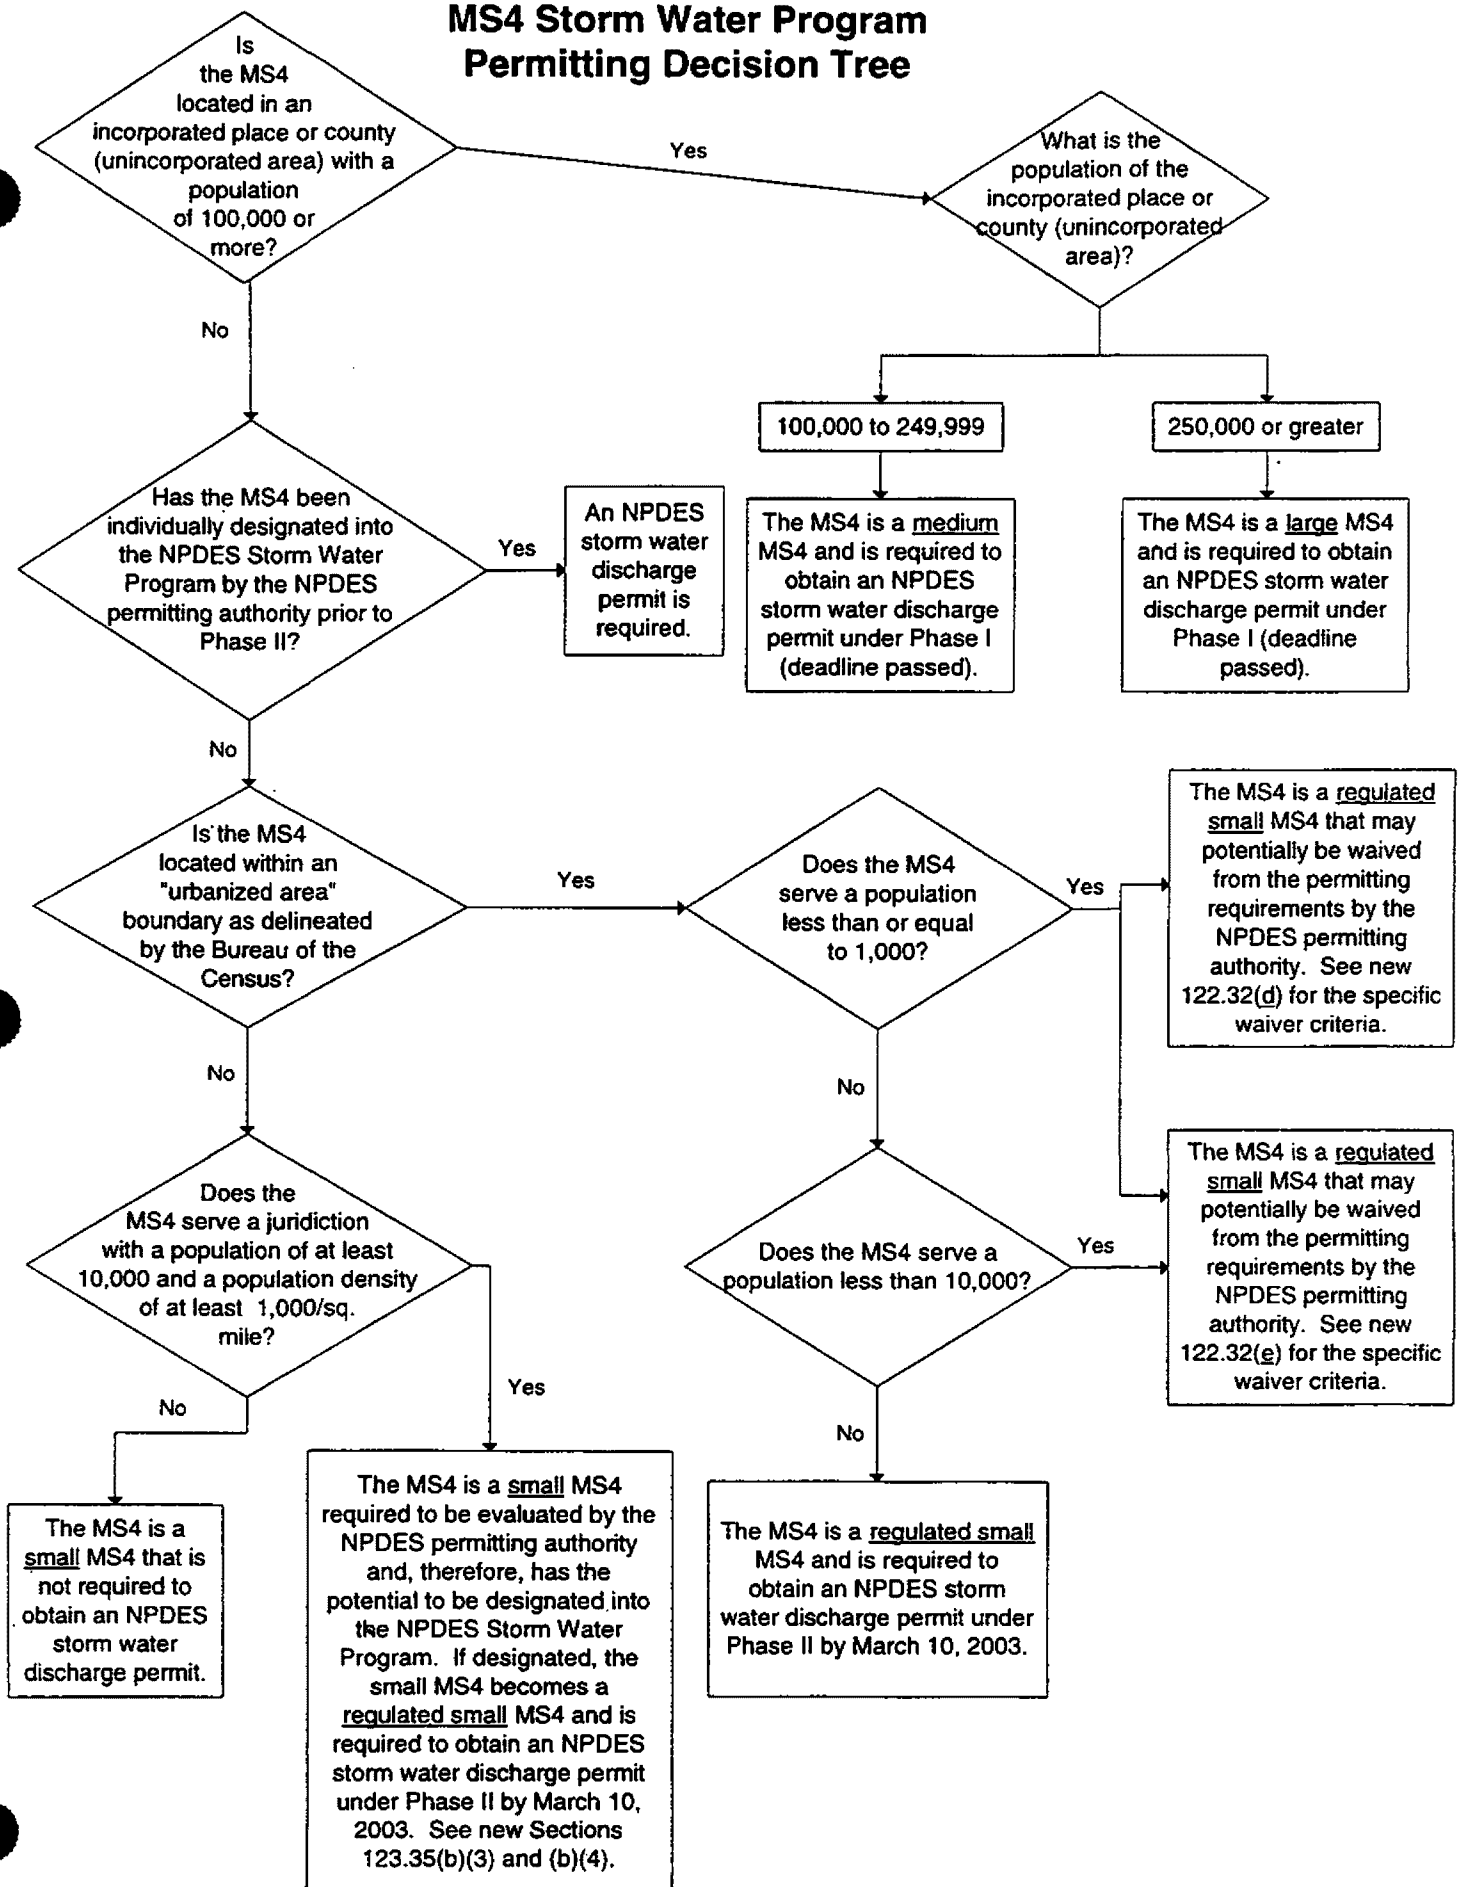 MS4 Storm Water Program
Permitting Decision Tree
Is
the MS4
located in an
incorporated place or county
(unincorporated area) with a
population
of 100,000 or
more?
Yes
What is the
population of the
incorporated place or
county (unincorporated
area)?
No
100,000 to 249,999
250,000 or greater
Has the MS4 been
individually designated into
the NPDES Storm Water
Program by the NPDES
permitting authority prior to
Phase II?
Yes
An NPDES
storm water
discharge
permit is
required.
The MS4 is a medium
MS4 and is required to
obtain an NPDES
storm water discharge
permit under Phase I
(deadline passed).
The MS4 is a large MS4
and is required to obtain
an NPDES storm water
discharge permit under
Phase I (deadline
passed).
No
Is the MS4
located within an
"urbanized area"
boundary as delineated
by the Bureau of the
Census?
Yes
Does the MS4
serve a population
less than or equal
to 1,000?
Yes
The MS4 is a regulated
small MS4 that may
potentially be waived
from the permitting
requirements by the
NPDES permitting
authority. See new
122.32(d) for the specific
waiver criteria.
No
No
Does the
MS4 serve a juridiction
with a population of at least
10,000 and a population density
of at least 1,000/sq.
mile?
Does the MS4 serve a
population less than 10,000?
Yes
The MS4 is a regulated
small MS4 that may
potentially be waived
from the permitting
requirements by the
NPDES permitting
authority. See new
122.32(e) for the specific
waiver criteria.
No
Yes
No
The MS4 is a
small MS4 that is
not required to
obtain an NPDES
storm water
discharge permit.
The MS4 is a small MS4
required to be evaluated by the
NPDES permitting authority
and, therefore, has the
potential to be designated into
the NPDES Storm Water
Program. If designated, the
small MS4 becomes a
regulated small MS4 and is
required to obtain an NPDES
storm water discharge permit
under Phase II by March 10,
2003. See new Sections
123.35(b)(3) and (b)(4).
The MS4 is a regulated small
MS4 and is required to
obtain an NPDES storm
water discharge permit under
Phase II by March 10, 2003.